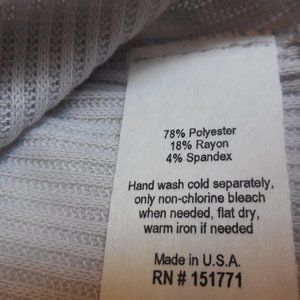 78% Polyester
18% Rayon
4% Spandex
Hand wash cold separately,
only non-chlorine bleach
when needed, flat dry,
warm iron if needed
Made in U.S.A.
RN # 151771